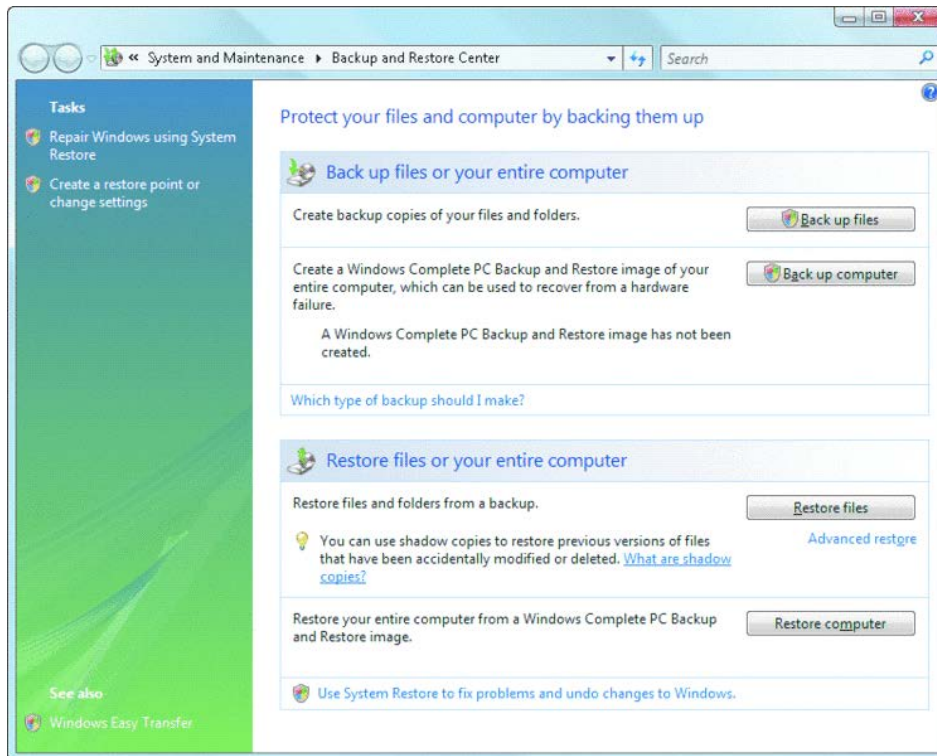 « System and Maintenance ▸ Backup and Restore Center
Search
Tasks
Repair Windows using System
Restore
Create a restore point or
change settings
Protect your files and computer by backing them up
Back up files or your entire computer
Create backup copies of your files and folders.
Back up files
Create a Windows Complete PC Backup and Restore image of your
entire computer, which can be used to recover from a hardware
failure.
Back up computer
A Windows Complete PC Backup and Restore image has not been
created.
Which type of backup should I make?
Restore files or your entire computer
Restore files and folders from a backup.
Restore files
You can use shadow copies to restore previous versions of files
that have been accidentally modified or deleted. What are shadow
copies?
Advanced restore
Restore your entire computer from a Windows Complete PC Backup
and Restore image.
Restore computer
Use System Restore to fix problems and undo changes to Windows.
See also
Windows Easy Transfer